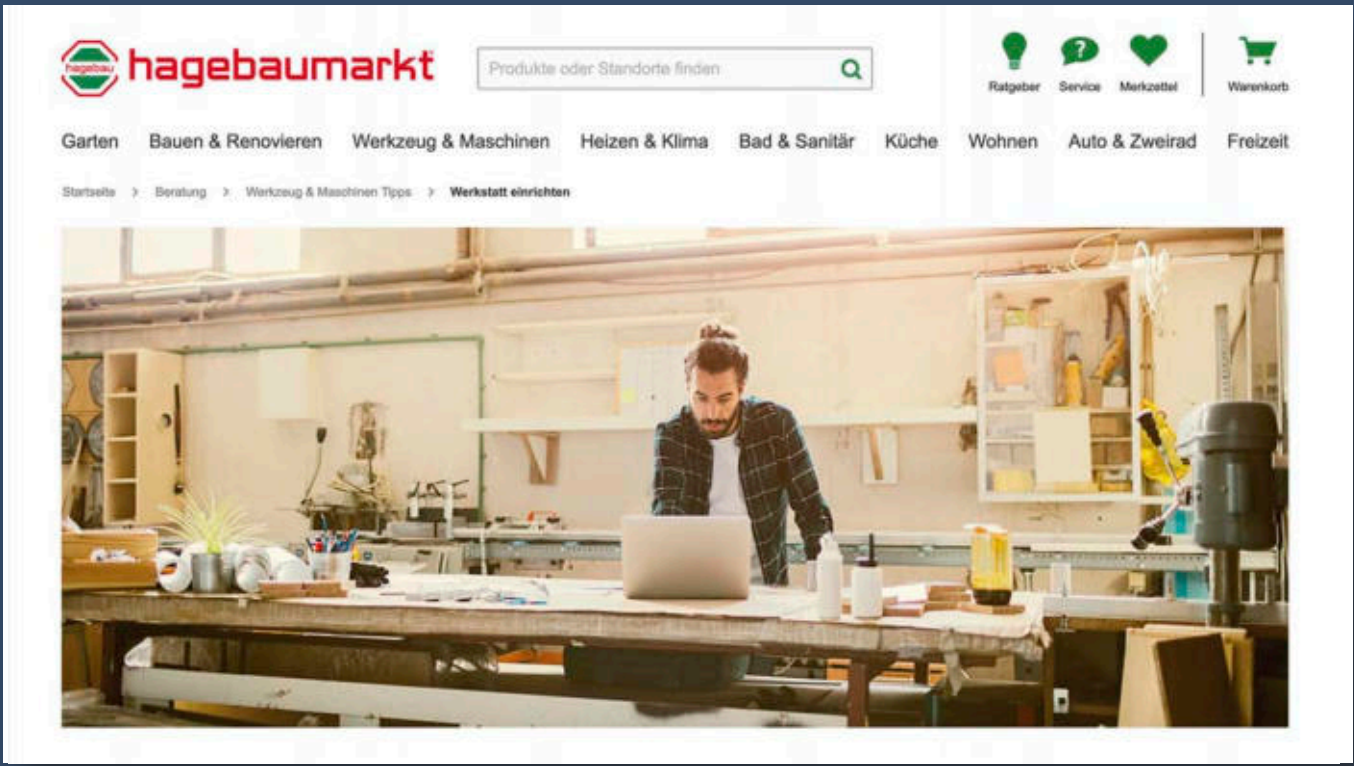 hagebau
hagebaumarkt
Produkte oder Standorte finden
?
Ratgeber Service Merkzettel Warenkorb
Garten Bauen & Renovieren Werkzeug & Maschinen Heizen & Klima Bad & Sanitär Küche Wohnen Auto & Zweirad Freizeit
Startseite > Beratung > Werkzeug & Maschinen Tipps > Werkstatt einrichten